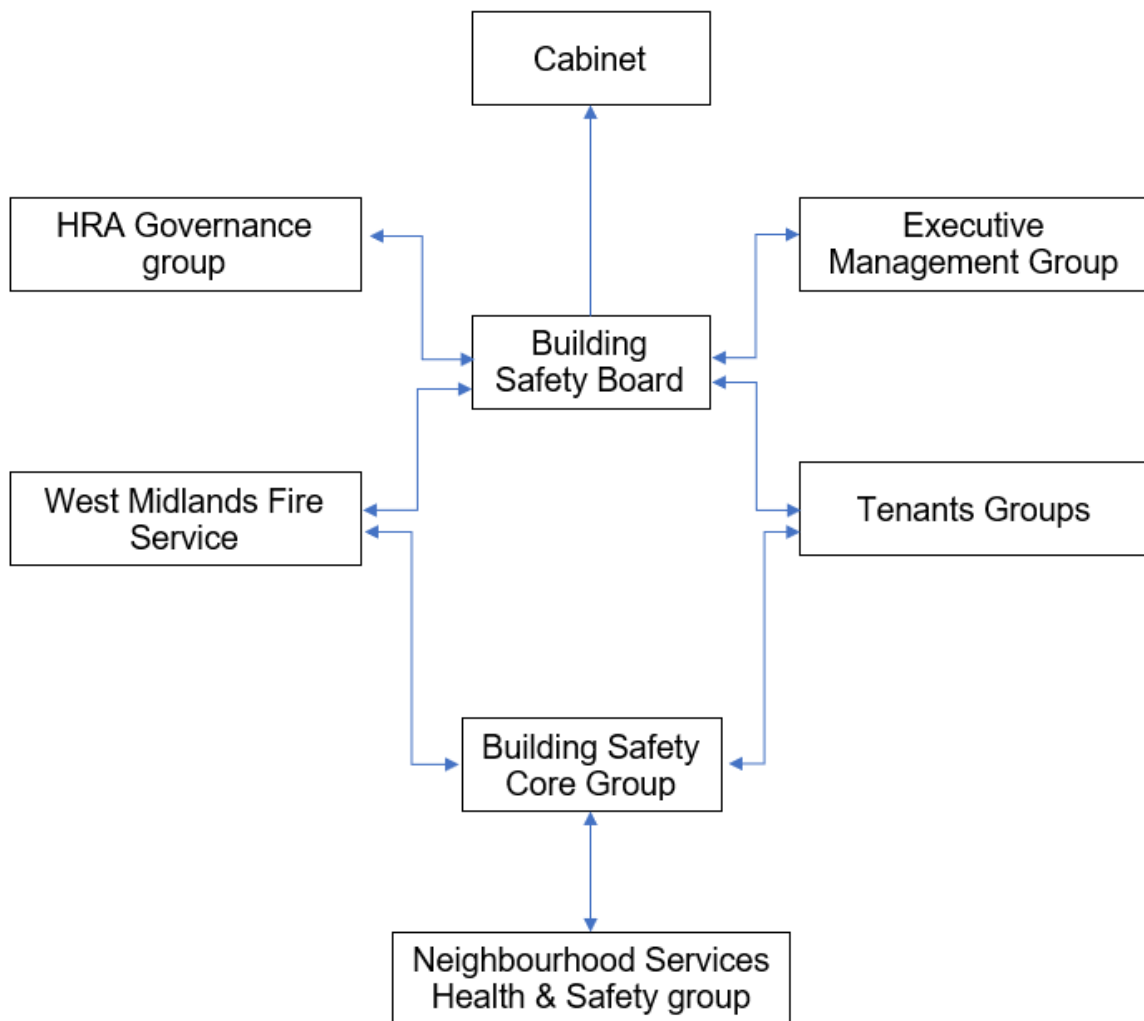 Cabinet
HRA Governance
group
Executive
Management Group
Building
Safety Board
West Midlands Fire
Service
Tenants Groups
Building Safety
Core Group
Neighbourhood Services
Health & Safety group